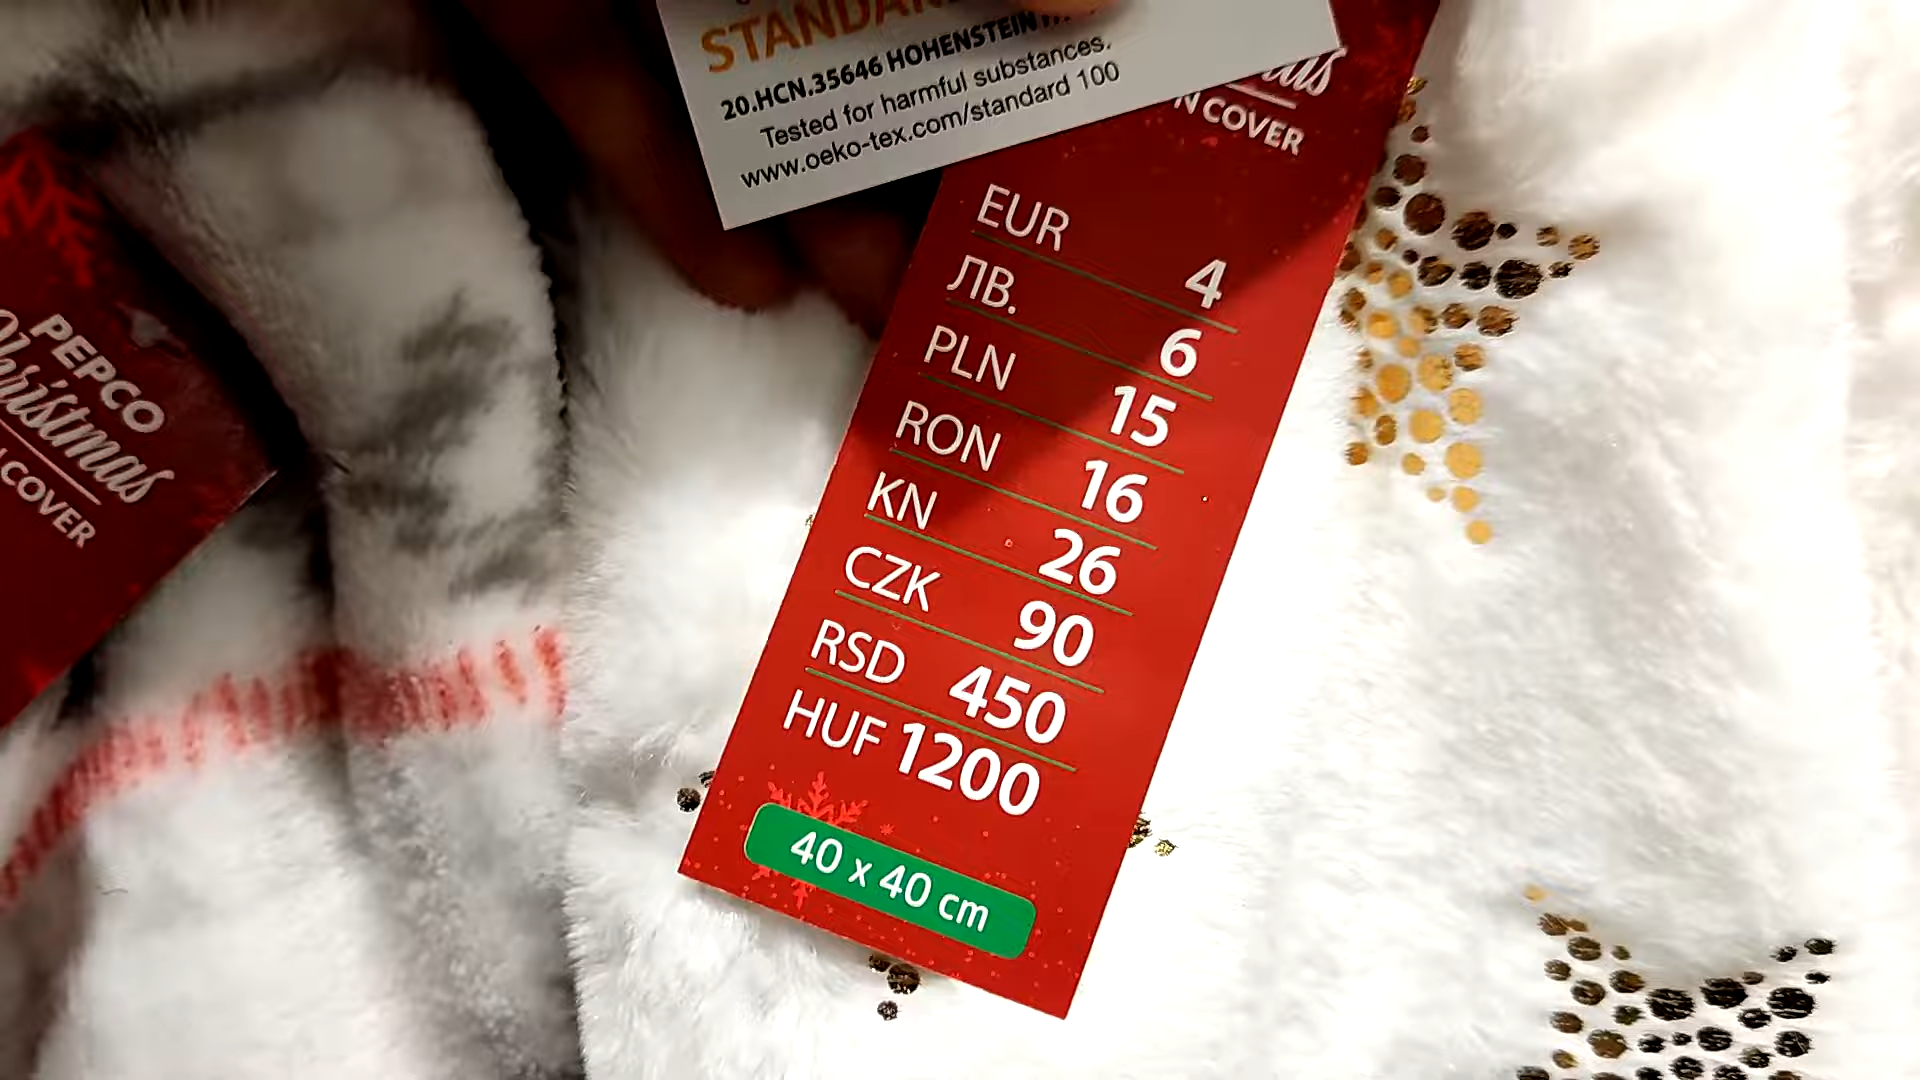 STANDAR
20.HCN.35646 HOHENSTEIN
Tested for harmful substances.
www.oeko-tex.com/standard 100
N COVER
EUR 4
ЛВ. 6
PLN 15
RON 16
KN 26
CZK 90
RSD 450
HUF 1200
40 x 40 cm
PEPCO
Christmas
COVER